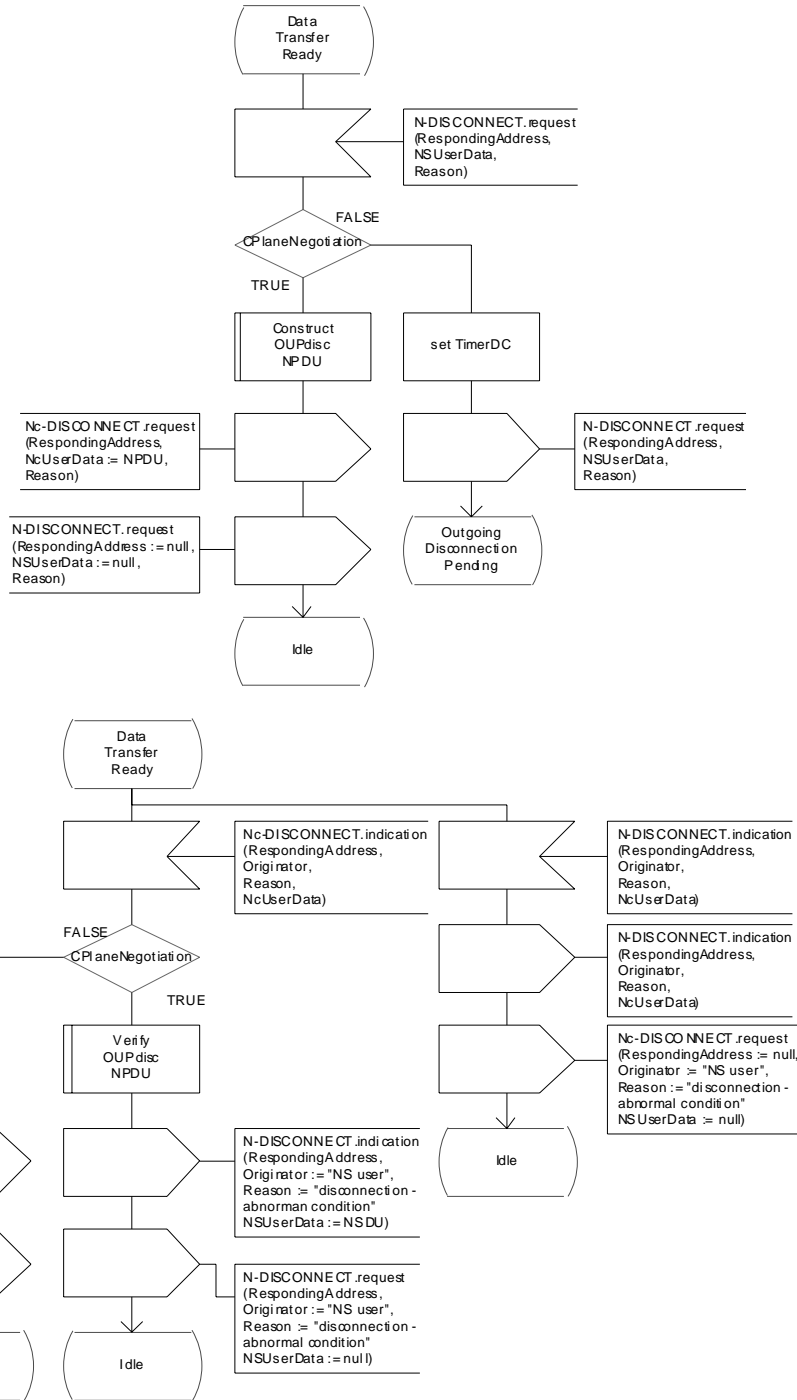 Data
Transfer
Ready
N-DISCONNECT.request
(RespondingAddress,
NSUserData,
Reason)
FALSE
CPlaneNegotiation
TRUE
Construct
OUPdisc
NPDU
set TimerDC
Nc-DISCONNECT.request
(RespondingAddress,
NcUserData := NPDU,
Reason)
N-DISCONNECT.request
(RespondingAddress,
NSUserData,
Reason)
N-DISCONNECT.request
(RespondingAddress := null,
NSUserData := null,
Reason)
Outgoing
Disconnection
Pending
Idle
Data
Transfer
Ready
Nc-DISCONNECT.indication
(RespondingAddress,
Originator,
Reason,
NcUserData)
N-DISCONNECT.indication
(RespondingAddress,
Originator,
Reason,
NcUserData)
FALSE
CPlaneNegotiation
TRUE
N-DISCONNECT.indication
(RespondingAddress,
Originator,
Reason,
NcUserData)
Verify
OUPdisc
NPDU
Nc-DISCONNECT.request
(RespondingAddress := null,
Originator := "NS user",
Reason := "disconnection -
abnormal condition"
NSUserData := null)
N-DISCONNECT.indication
(RespondingAddress,
Originator := "NS user",
Reason := "disconnection -
abnorman condition"
NSUserData := NSDU)
Idle
N-DISCONNECT.request
(RespondingAddress,
Originator := "NS user",
Reason := "disconnection -
abnormal condition"
NSUserData := null)
Idle